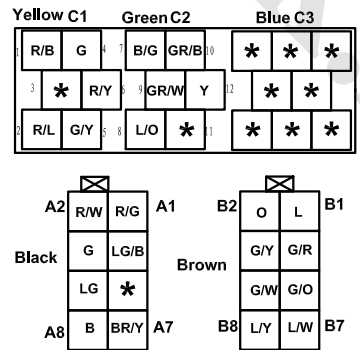 Yellow C1 Green C2 Blue C3
1 R/B G 4 7 B/G GR/B 10 * * *
3 * R/Y 6 9 GR/W Y 12 * *
2 R/L G/Y 5 8 L/O * 11 * * *
A2 R/W R/G A1 B2 O L B1
Black G LG/B Brown G/Y G/R
LG * G/W G/O
A8 B BR/Y A7 B8 L/Y L/W B7